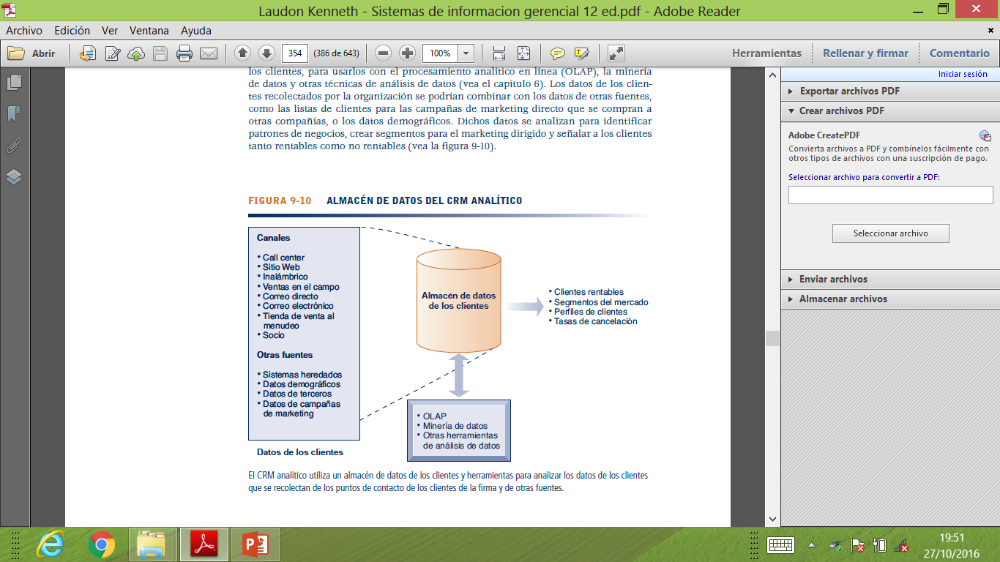 Laudon Kenneth - Sistemas de informacion gerencial 12 ed.pdf - Adobe Reader
Archivo Edición Ver Ventana Ayuda
Abrir 354 (386 de 643) 100% Herramientas Rellenar y firmar Comentario
los clientes, para usarlos con el procesamiento analítico en línea (OLAP), la minería
de datos y otras técnicas de análisis de datos (vea el capítulo 6). Los datos de los clien-
tes recolectados por la organización se podrían combinar con los datos de otras fuentes,
como las listas de clientes para las campañas de marketing directo que se compran a
otras compañías, o los datos demográficos. Dichos datos se analizan para identificar
patrones de negocios, crear segmentos para el marketing dirigido y señalar a los clientes
tanto rentables como no rentables (vea la figura 9-10).
FIGURA 9-10 ALMACÉN DE DATOS DEL CRM ANALÍTICO
Canales
• Call center
• Sitio Web
• Inalámbrico
• Ventas en el campo
• Correo directo
• Correo electrónico
• Tienda de venta al
menudeo
• Socio
Otras fuentes
• Sistemas heredados
• Datos demográficos
• Datos de terceros
• Datos de campañas
de marketing
Datos de los clientes
Almacén de datos
de los clientes
• Clientes rentables
• Segmentos del mercado
• Perfiles de clientes
• Tasas de cancelación
• OLAP
• Minería de datos
• Otras herramientas
de análisis de datos
El CRM analítico utiliza un almacén de datos de los clientes y herramientas para analizar los datos de los clientes
que se recolectan de los puntos de contacto de los clientes de la firma y de otras fuentes.
Iniciar sesión
Exportar archivos PDF
Crear archivos PDF
Adobe CreatePDF
Convierta archivos a PDF y combínelos fácilmente con
otros tipos de archivos con una suscripción de pago.
Seleccionar archivo para convertir a PDF:
Seleccionar archivo
Enviar archivos
Almacenar archivos
19:51
27/10/2016